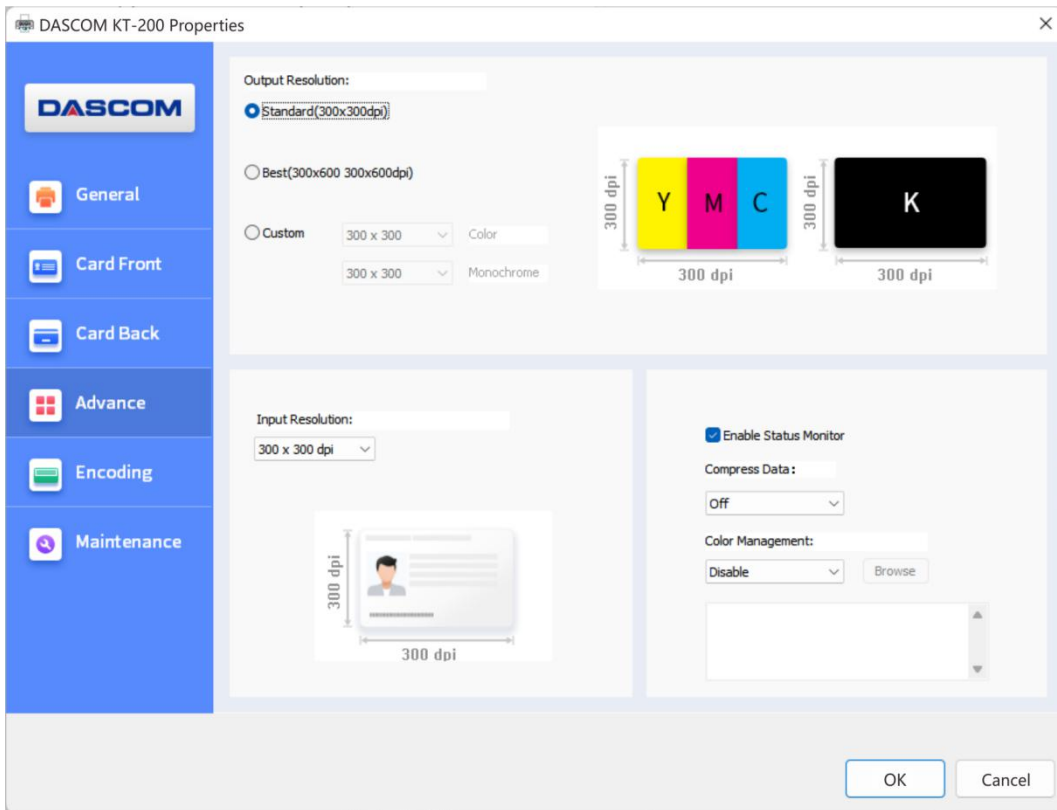 DASCOM KT-200 Properties
DASCOM
General
Card Front
Card Back
Advance
Encoding
Maintenance
Output Resolution:
Standard(300x300dpi)
Best(300x600 300x600dpi)
Custom
300 x 300
Color
300 x 300
Monochrome
300 dpi
Y M C
300 dpi
300 dpi
K
300 dpi
Input Resolution:
300 x 300 dpi
300 dpi
300 dpi
Enable Status Monitor
Compress Data:
Off
Color Management:
Disable
Browse
OK
Cancel